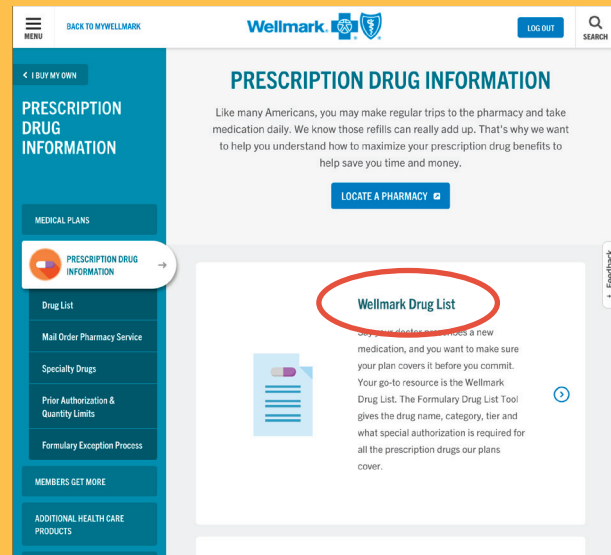 MENU
BACK TO MYWELLMARK
Wellmark
LOG OUT
SEARCH
I BUY MY OWN
PRESCRIPTION
DRUG
INFORMATION
MEDICAL PLANS
PRESCRIPTION DRUG
INFORMATION
Drug List
Mail Order Pharmacy Service
Specialty Drugs
Prior Authorization &
Quantity Limits
Formulary Exception Process
MEMBERS GET MORE
ADDITIONAL HEALTH CARE
PRODUCTS
PRESCRIPTION DRUG INFORMATION
Like many Americans, you may make regular trips to the pharmacy and take
medication daily. We know those refills can really add up. That's why we want
to help you understand how to maximize your prescription drug benefits to
help save you time and money.
LOCATE A PHARMACY
Wellmark Drug List
Say your doctor prescribes a new
medication, and you want to make sure
your plan covers it before you commit.
Your go-to resource is the Wellmark
Drug List. The Formulary Drug List Tool
gives the drug name, category, tier and
what special authorization is required for
all the prescription drugs our plans
cover.
+ Feedback